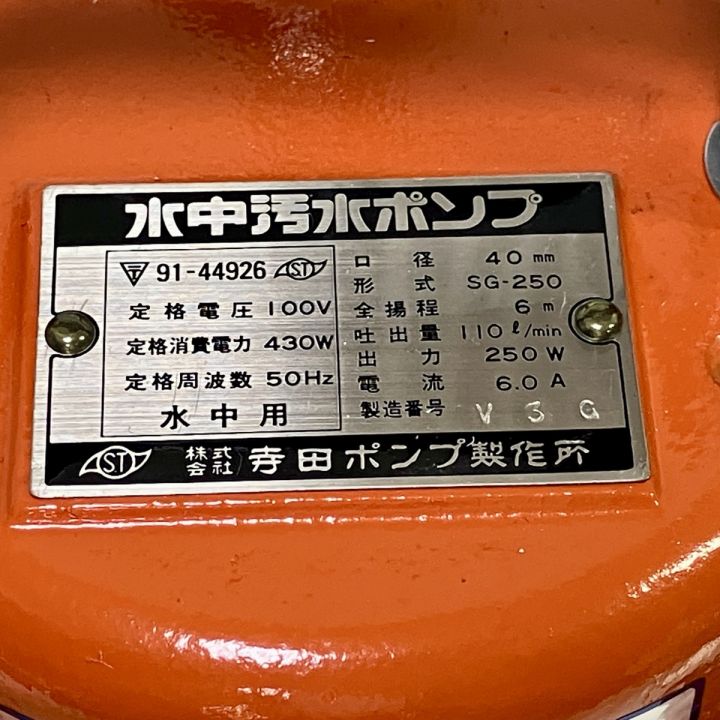 水中汚水ポンプ
〒 91-44926 ST
定格電圧 100V
定格消費電力 430W
定格周波数 50Hz
水中用
口径 40 mm
形式 SG-250
全揚程 6 m
吐出量 110 ℓ/min
出力 250 W
電流 6.0 A
製造番号 V 3 G
ST 株式会社 寺田ポンプ製作所